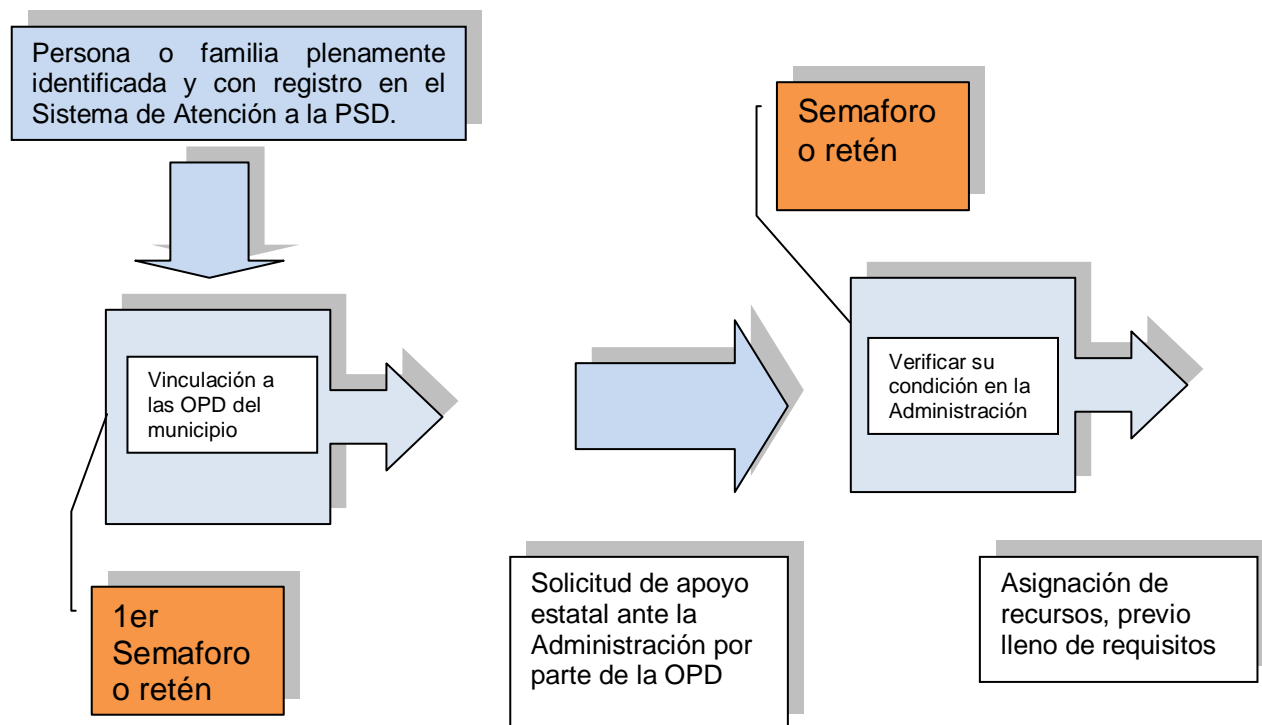 Persona o familia plenamente
identificada y con registro en el
Sistema de Atención a la PSD.
Semaforo
o retén
Vinculación a
las OPD del
municipio
Verificar su
condición en la
Administración
1er
Semaforo
o retén
Solicitud de apoyo
estatal ante la
Administración por
parte de la OPD
Asignación de
recursos, previo
lleno de requisitos